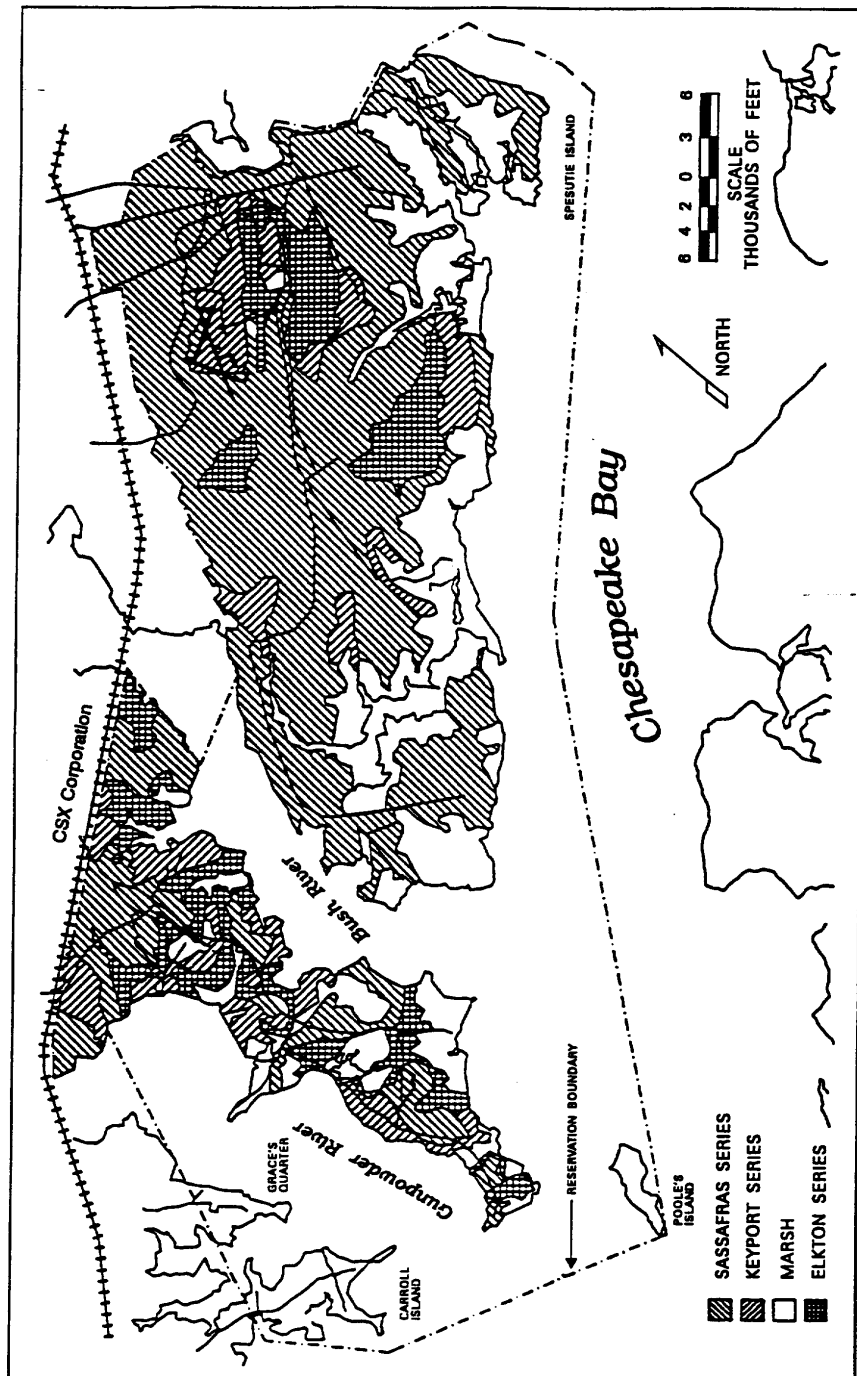 CSX Corporation
Bush River
GRACE'S
QUARTER
Gunpowder River
CARROLL
ISLAND
RESERVATION BOUNDARY
POOLE'S
ISLAND
SPESUTIE ISLAND
Chesapeake Bay
NORTH
6 4 2 0 3 6
SCALE
THOUSANDS OF FEET
SASSAFRAS SERIES
KEYPORT SERIES
MARSH
ELKTON SERIES